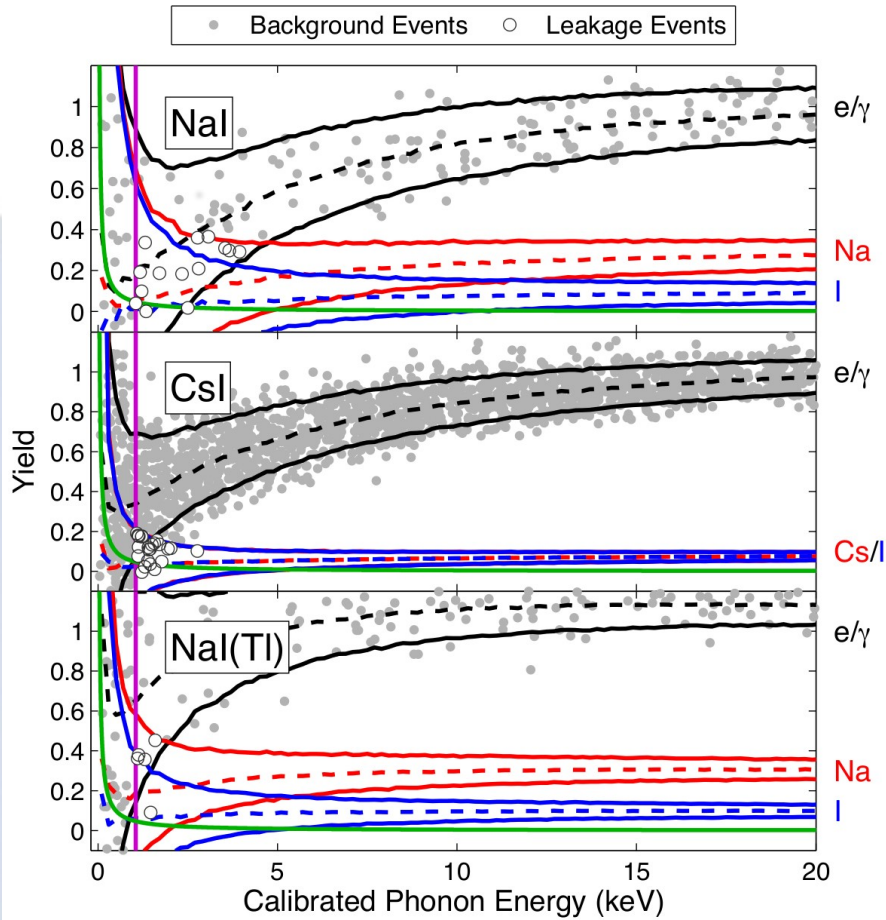 Background Events Leakage Events
NaI
e/γ
1
0.8
0.6
0.4
Na
0.2
I
0
CsI
e/γ
1
0.8
0.6
0.4
0.2
Cs/I
0
NaI(Tl)
e/γ
1
0.8
0.6
0.4
Na
0.2
I
0
Yield
0 5 10 15 20
Calibrated Phonon Energy (keV)